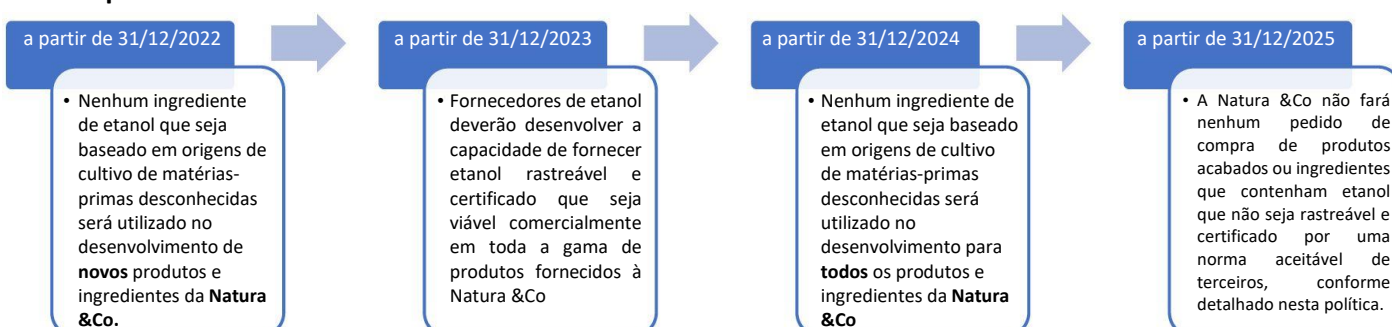 a partir de 31/12/2022
• Nenhum ingrediente
de etanol que seja
baseado em origens de
cultivo de matérias-
primas desconhecidas
será utilizado no
desenvolvimento de
novos produtos e
ingredientes da Natura
&Co.
a partir de 31/12/2023
• Fornecedores de etanol
deverão desenvolver a
capacidade de fornecer
etanol rastreável e
certificado que seja
viável comercialmente
em toda a gama de
produtos fornecidos à
Natura &Co
a partir de 31/12/2024
• Nenhum ingrediente de
etanol que seja baseado
em origens de cultivo
de matérias-primas
desconhecidas será
utilizado no
desenvolvimento para
todos os produtos e
ingredientes da Natura
&Co
a partir de 31/12/2025
• A Natura &Co não fará
nenhum pedido de
compra de produtos
acabados ou ingredientes
que contenham etanol
que não seja rastreável e
certificado por uma
norma aceitável de
terceiros, conforme
detalhado nesta política.